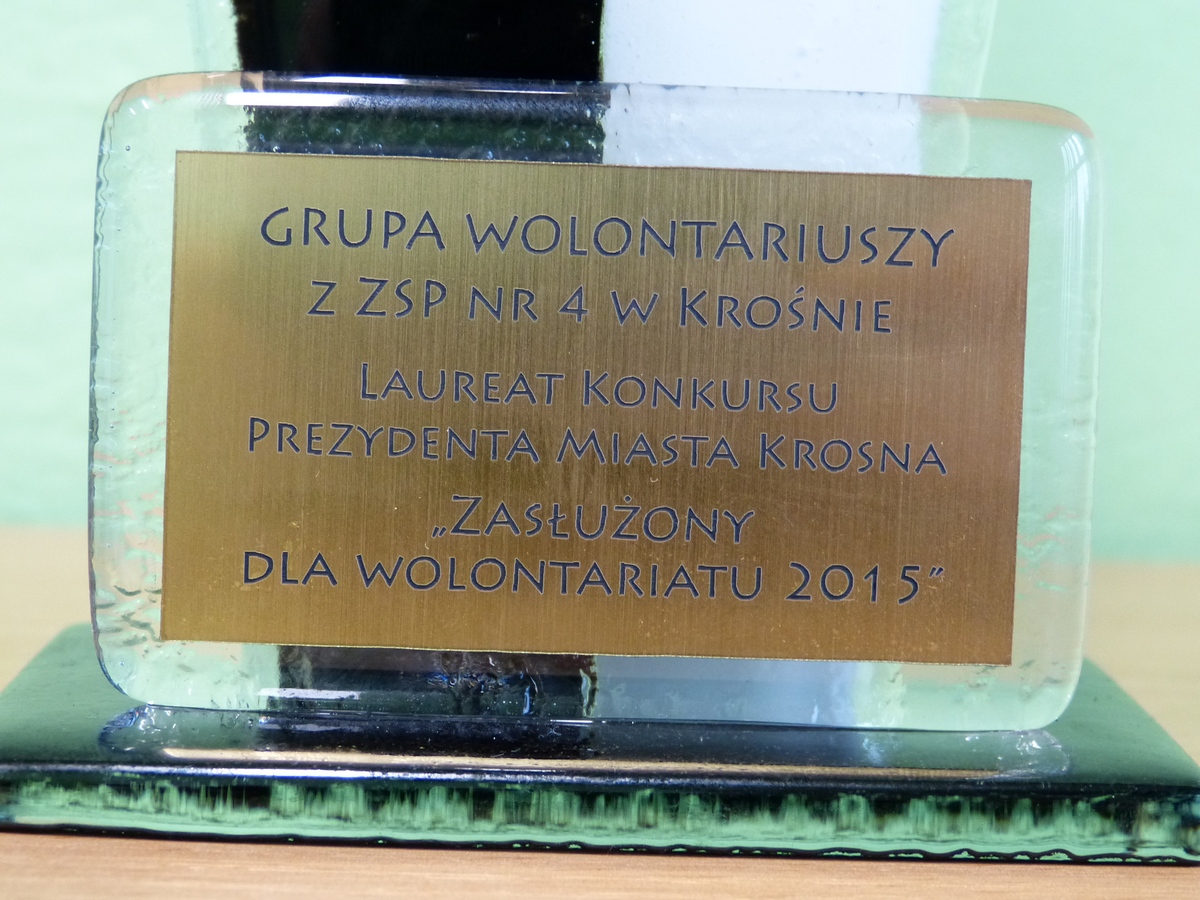 GRUPA WOLONTARIUSZY
Z ZSP NR 4 W KROŚNIE
LAUREAT KONKURSU
PREZYDENTA MIASTA KROSNA
„ZASŁUŻONY
DLA WOLONTARIATU 2015”